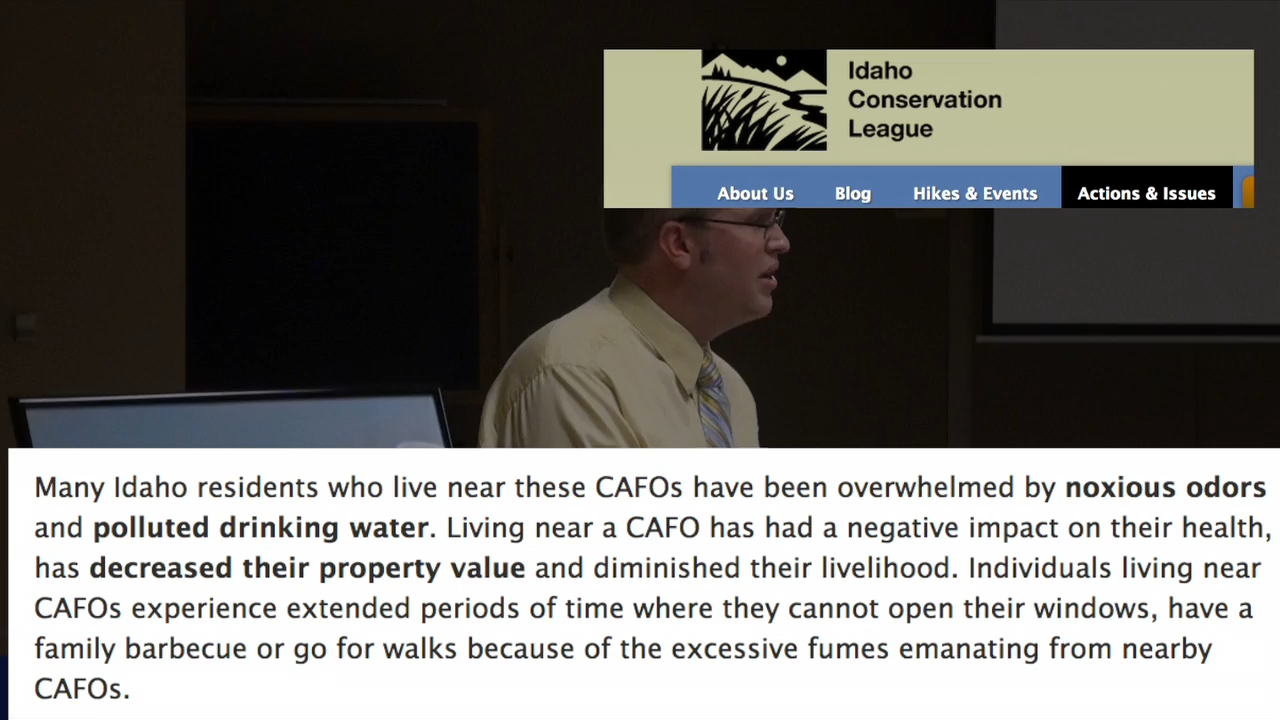 Idaho
Conservation
League
About Us Blog Hikes & Events Actions & Issues
Many Idaho residents who live near these CAFOs have been overwhelmed by noxious odors
and polluted drinking water. Living near a CAFO has had a negative impact on their health,
has decreased their property value and diminished their livelihood. Individuals living near
CAFOs experience extended periods of time where they cannot open their windows, have a
family barbecue or go for walks because of the excessive fumes emanating from nearby
CAFOs.